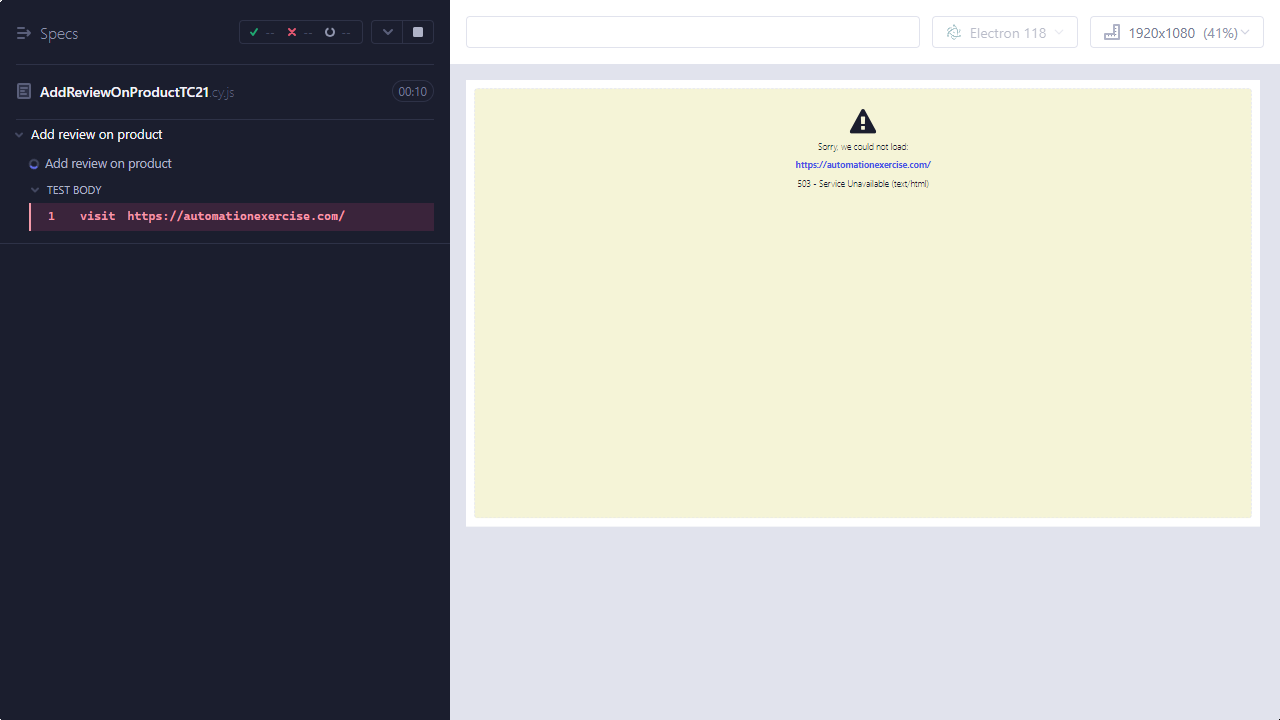 Specs
--
--
--
AddReviewOnProductTC21.cy.js
00:10
Add review on product
Add review on product
TEST BODY
1 visit https://automationexercise.com/
Electron 118
1920x1080 (41%)
Sorry, we could not load:
https://automationexercise.com/
503 - Service Unavailable (text/html)